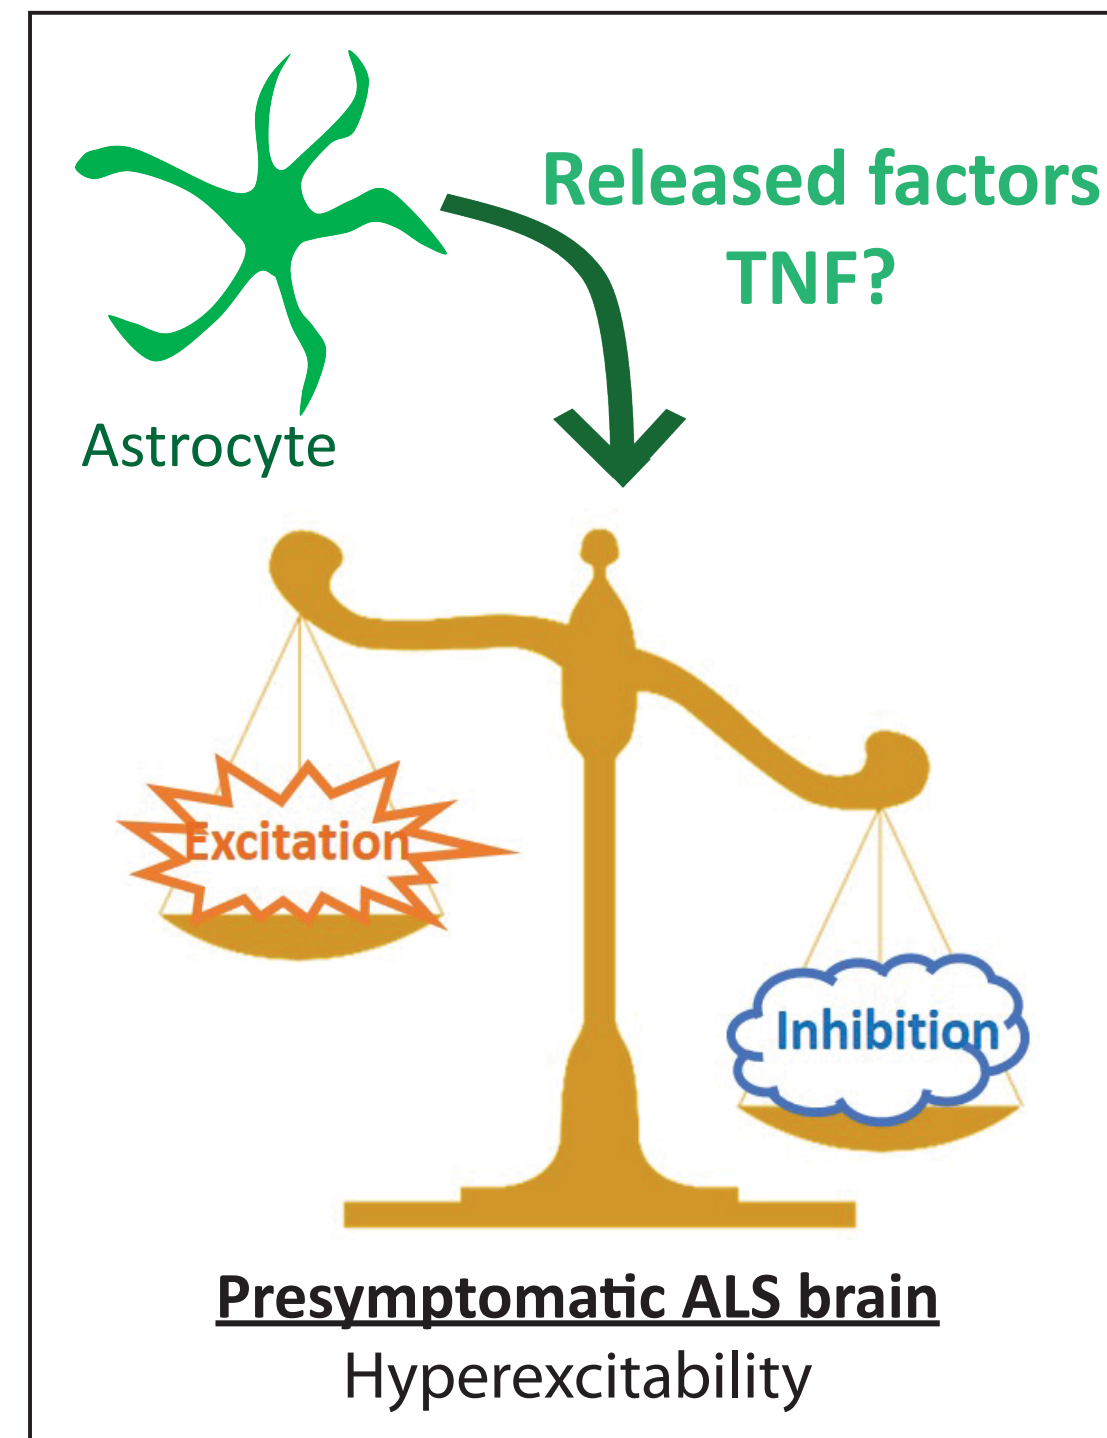 Released factors
TNF?
Astrocyte
Excitation
Inhibition
Presymptomatic ALS brain
Hyperexcitability